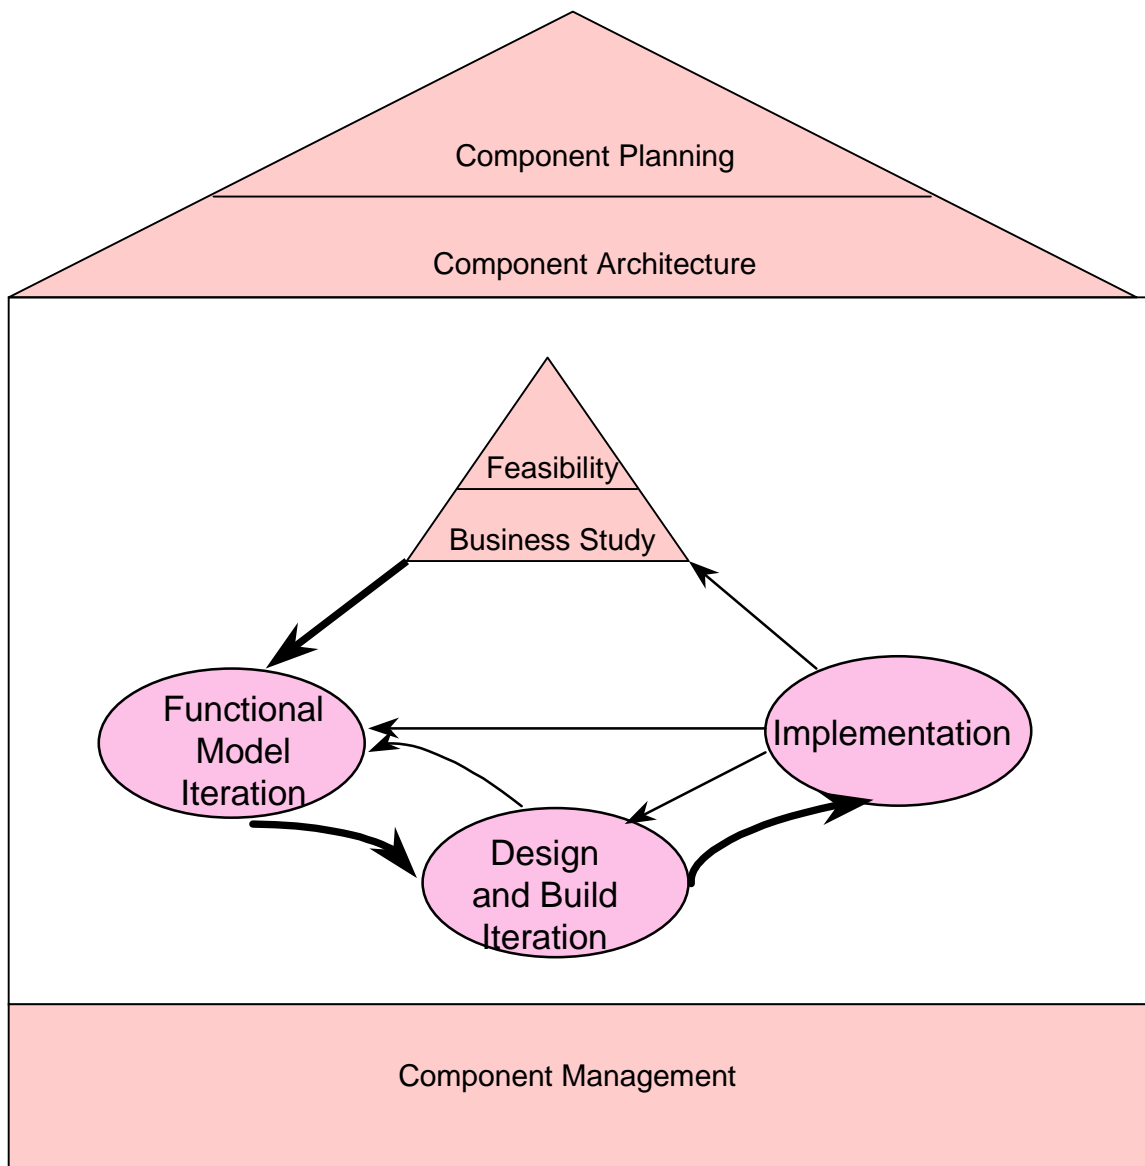 Component Planning
Component Architecture
Feasibility
Business Study
Functional
Model
Iteration
Implementation
Design
and Build
Iteration
Component Management